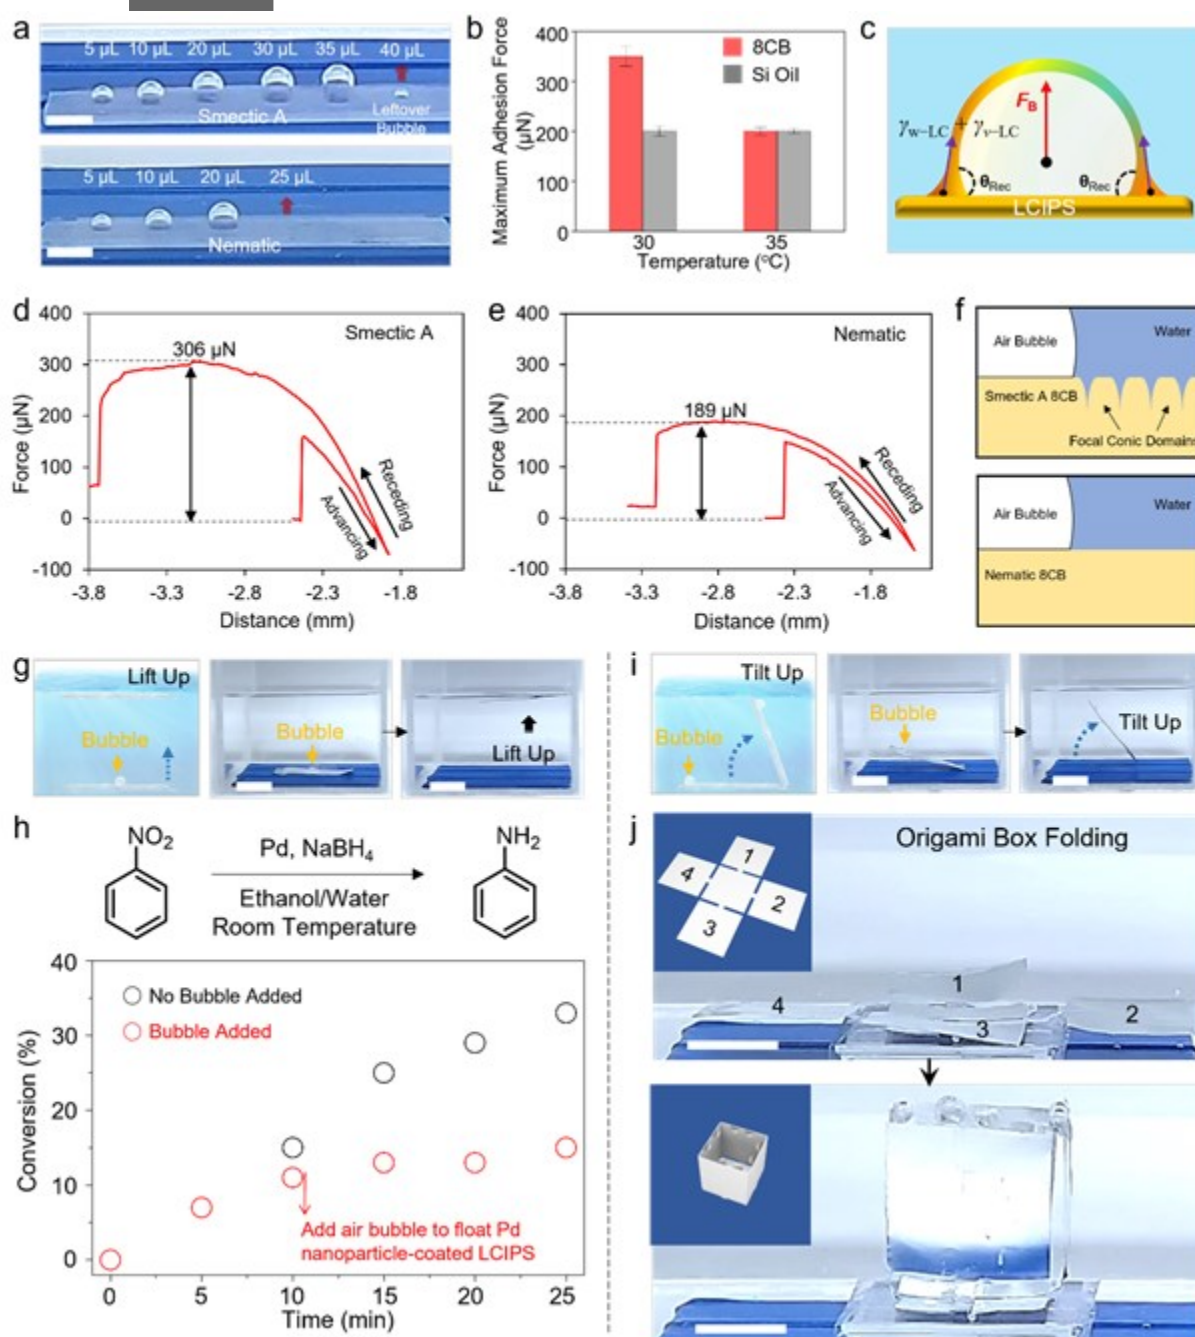 a
5 µL 10 µL 20 µL 30 µL 35 µL 40 µL
Leftover
Bubble
Smectic A
5 µL 10 µL 20 µL 25 µL
Nematic
b
Maximum Adhesion Force
(µN)
400
300
200
100
0
8CB
Si Oil
30 35
Temperature (°C)
c
F_B
γ_w–LC + γ_v–LC
θ_Rec θ_Rec
LCIPS
d
Smectic A
Force (µN)
400
300
200
100
0
-100
306 µN
Receding
Advancing
-3.8 -3.3 -2.8 -2.3 -1.8
Distance (mm)
e
Nematic
Force (µN)
400
300
200
100
0
-100
189 µN
Receding
Advancing
-3.8 -3.3 -2.8 -2.3 -1.8
Distance (mm)
f
Air Bubble Water
Smectic A 8CB
Focal Conic Domains
Air Bubble Water
Nematic 8CB
g
Lift Up
Bubble
Bubble
Lift Up
h
NO₂ NH₂
Pd, NaBH₄
Ethanol/Water
Room Temperature
Conversion (%)
40
30
20
10
0
No Bubble Added
Bubble Added
Add air bubble to float Pd
nanoparticle-coated LCIPS
0 5 10 15 20 25
Time (min)
i
Tilt Up
Bubble
Bubble
Tilt Up
j
Origami Box Folding
1
4
2
3
1
4
3
2